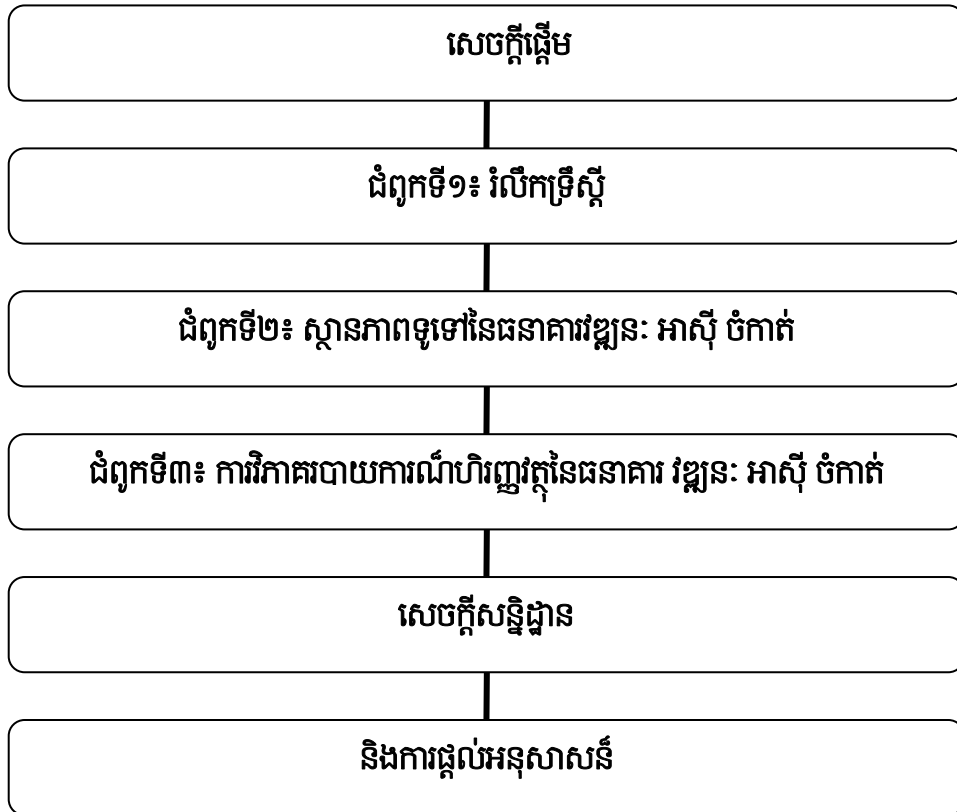 សេចក្តីផ្តើម
ជំពូកទី១៖ រំលឹកទ្រឹស្តី
ជំពូកទី២៖ ស្ថានភាពទូទៅនៃធនាគារវឌ្ឍនៈ អាស៊ី ចំកាត់
ជំពូកទី៣៖ ការវិភាគរបាយការណ៏ហិរញ្ញវត្ថុនៃធនាគារ វឌ្ឍនៈ អាស៊ី ចំកាត់
សេចក្តីសន្និដ្ឋាន
និងការផ្តល់អនុសាសន៏